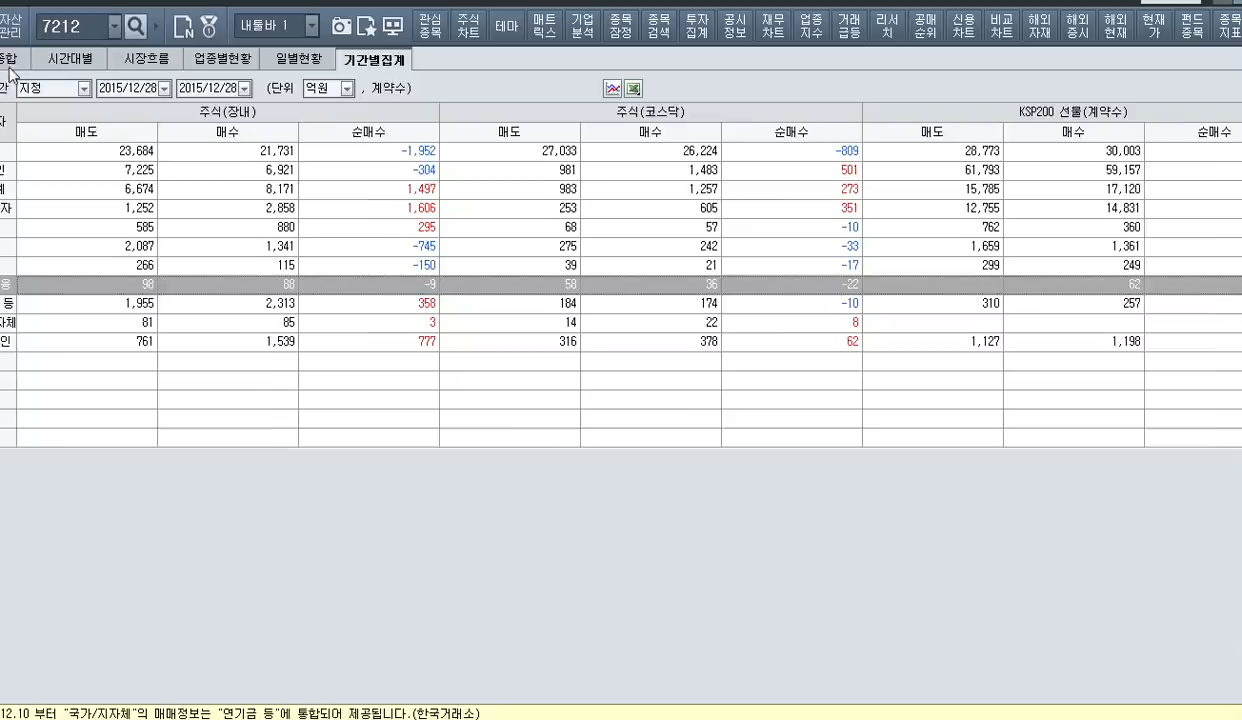 자산 7212 내툴바 1 관심 주식 테마 매트 기업 종목 종목 투자 공시 재무 업종 거래 리서 공매 신용 비교 해외 해외 해외 현재 펀드 종목
관리 종목 차트 릭스 분석 잠정 검색 집계 정보 차트 지수 급등 치 순위 차트 차트 자재 증시 현재 가 종목 지표
종합 시간대별 시장흐름 업종별현황 일별현황 기간별집계
간 지정 2015/12/28 2015/12/28 (단위 억원 , 계약수)
자 주식(장내) 주식(코스닥) KSP200 선물(계약수)
매도 매수 순매수 매도 매수 순매수 매도 매수 순매수
23,684 21,731 -1,952 27,033 26,224 -809 28,773 30,003
인 7,225 6,921 -304 981 1,483 501 61,793 59,157
계 6,674 8,171 1,497 983 1,257 273 15,785 17,120
자 1,252 2,858 1,606 253 605 351 12,755 14,831
585 880 295 68 57 -10 762 360
2,087 1,341 -745 275 242 -33 1,659 1,361
266 115 -150 39 21 -17 299 249
융 98 88 -9 58 36 -22 62
등 1,955 2,313 358 184 174 -10 310 257
자체 81 85 3 14 22 8
인 761 1,539 777 316 378 62 1,127 1,198
12.10 부터 "국가/지자체"의 매매정보는 "연기금 등"에 통합되어 제공됩니다.(한국거래소)